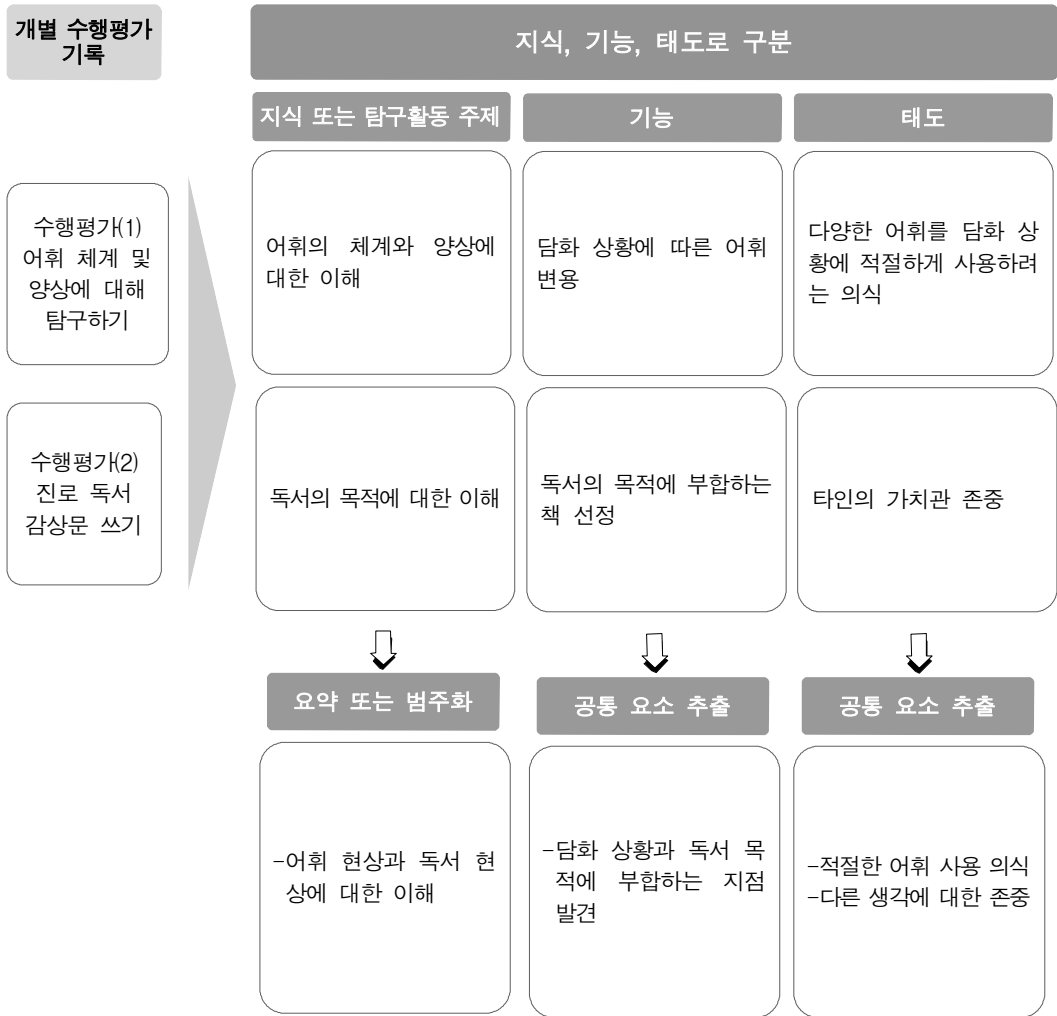 개별 수행평가
기록
지식, 기능, 태도로 구분
지식 또는 탐구활동 주제
기능
태도
수행평가(1)
어휘 체계 및
양상에 대해
탐구하기
어휘의 체계와 양상에
대한 이해
담화 상황에 따른 어휘
변용
다양한 어휘를 담화 상
황에 적절하게 사용하려
는 의식
수행평가(2)
진로 독서
감상문 쓰기
독서의 목적에 대한 이해
독서의 목적에 부합하는
책 선정
타인의 가치관 존중
요약 또는 범주화
공통 요소 추출
공통 요소 추출
-어휘 현상과 독서 현
상에 대한 이해
-담화 상황과 독서 목
적에 부합하는 지점
발견
-적절한 어휘 사용 의식
-다른 생각에 대한 존중